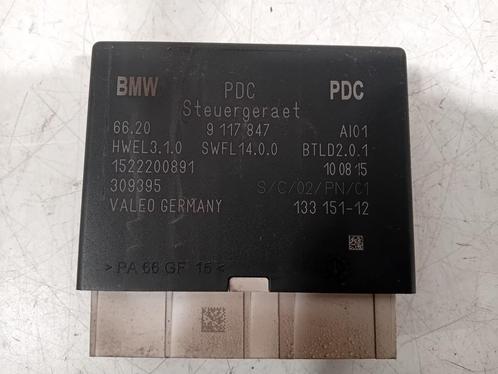 BMW PDC PDC
Steuergeraet
66.20 9 117 847 AI01
HWEL3.1.0 SWFL14.0.0 BTLD2.0.1
1522200891 10 08 15
309395 S/C/02/PN/C1
VALEO GERMANY 133 151-12
>PA 66 GF 15<